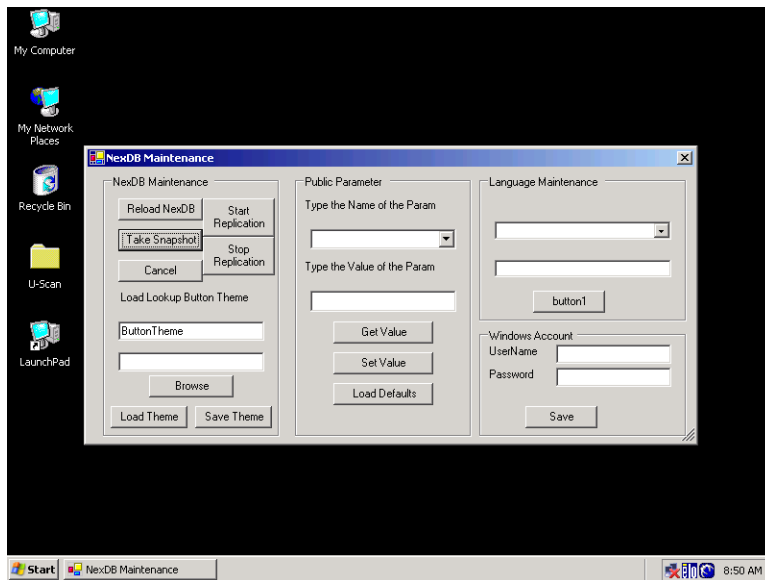 My Computer
My Network
Places
Recycle Bin
U-Scan
LaunchPad
NexDB Maintenance
NexDB Maintenance
Reload NexDB
Start
Replication
Take Snapshot
Stop
Replication
Cancel
Load Lookup Button Theme
ButtonTheme
Browse
Load Theme
Save Theme
Public Parameter
Type the Name of the Param
Type the Value of the Param
Get Value
Set Value
Load Defaults
Language Maintenance
button1
Windows Account
UserName
Password
Save
Start
NexDB Maintenance
8:50 AM